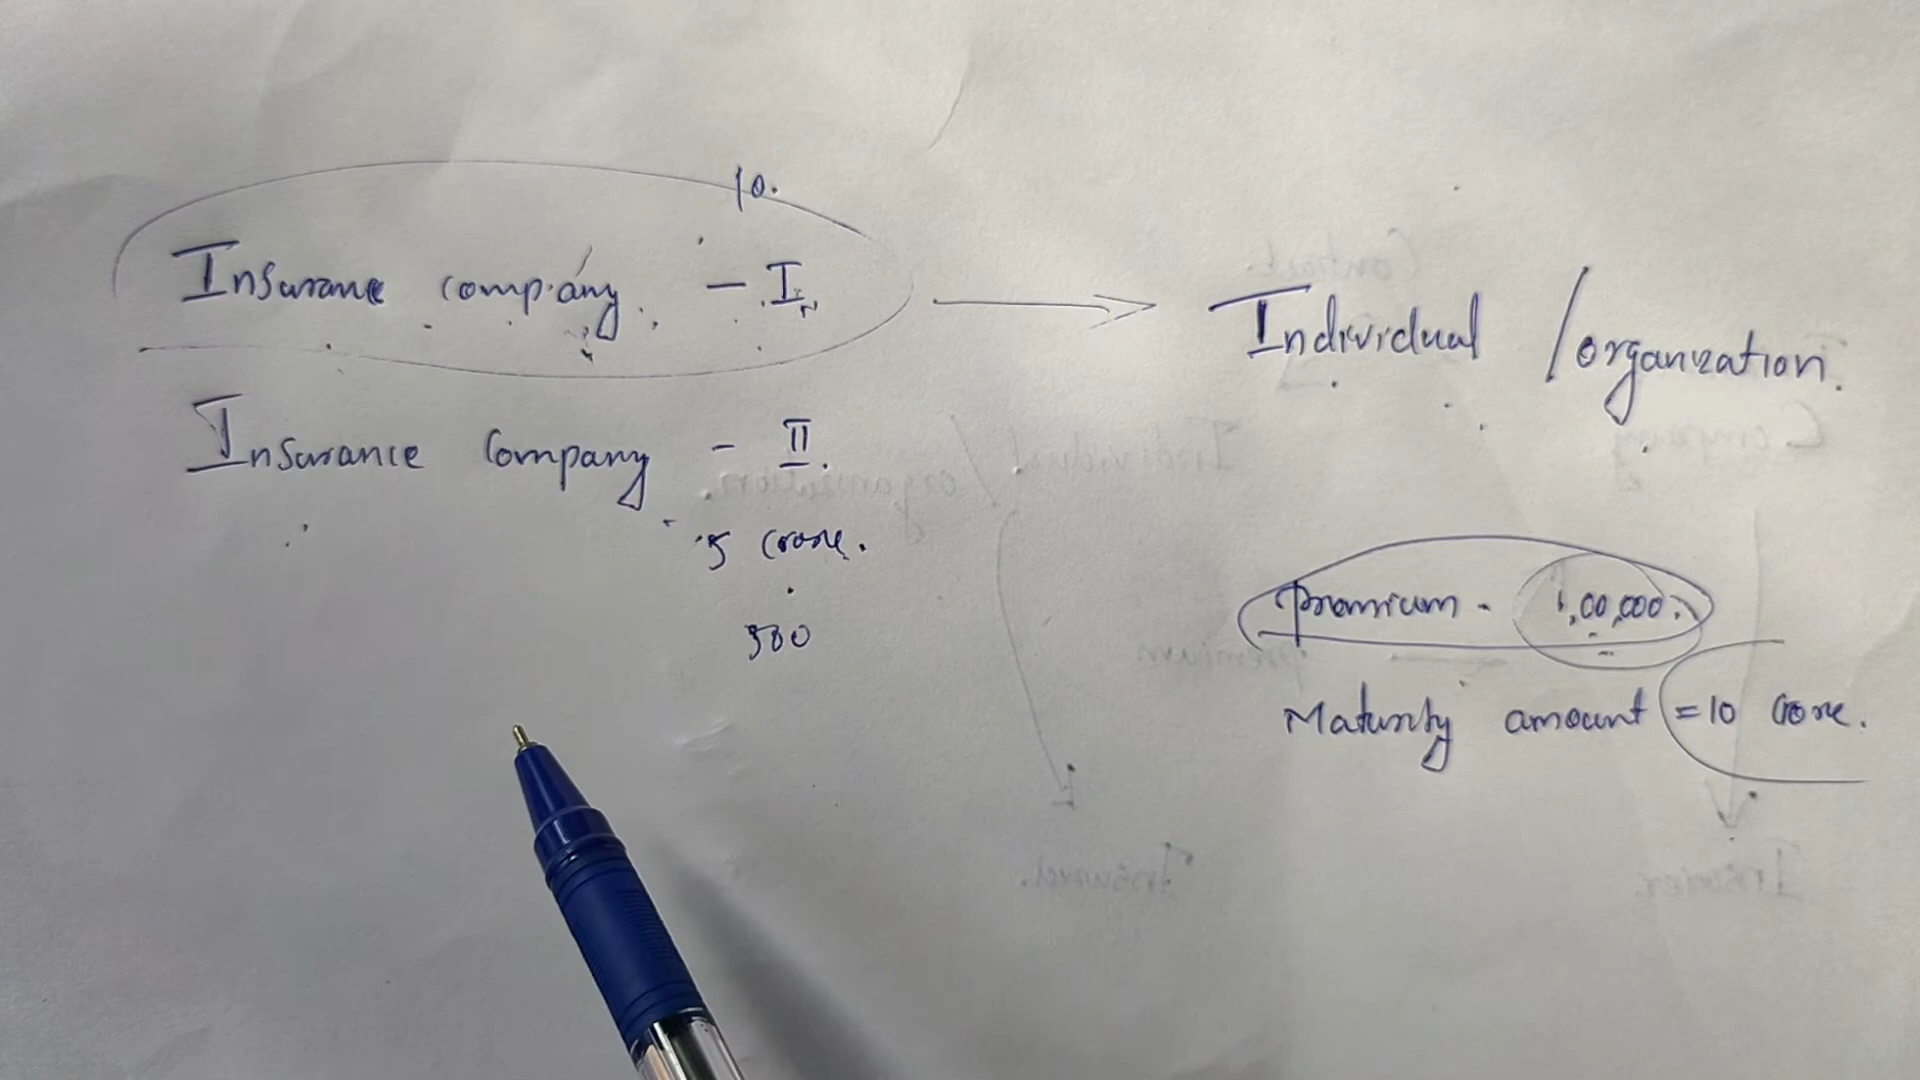 10.
Insurance company. - I
Insurance Company - II.
5 crore.
500
Individual / organization.
premium - 1,00,000.
Maturity amount = 10 crore.